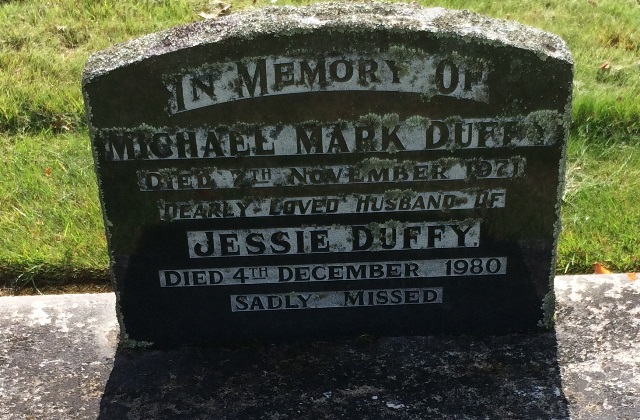 IN MEMORY OF
MICHAEL MARK DUFFY
DIED 7TH NOVEMBER 1971
DEARLY LOVED HUSBAND OF
JESSIE DUFFY.
DIED 4TH DECEMBER 1980
SADLY MISSED